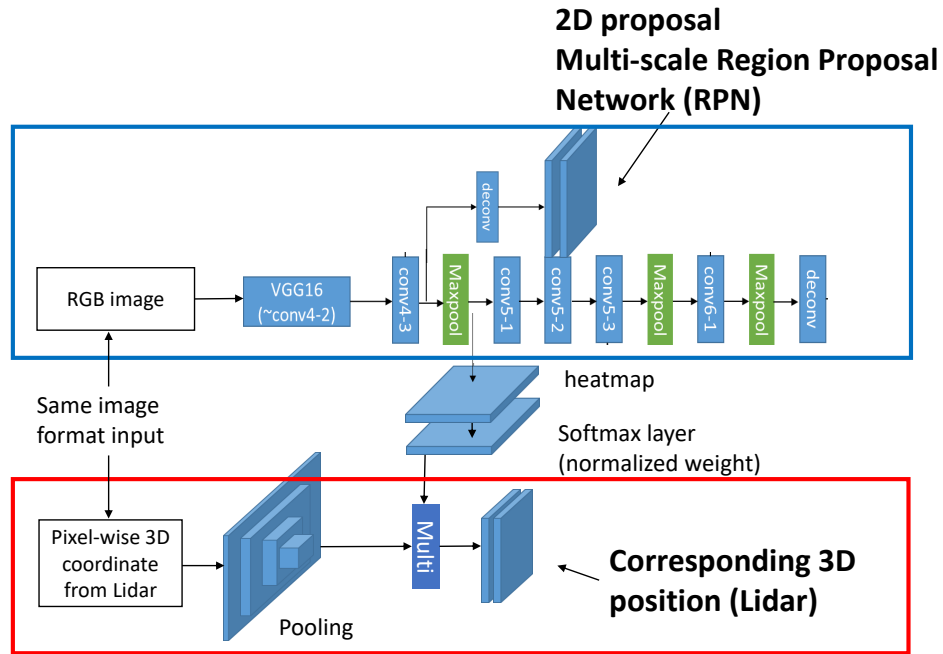 2D proposal
Multi-scale Region Proposal
Network (RPN)
deconv
RGB image
VGG16
(~conv4-2)
conv4-3
Maxpool
conv5-1
conv5-2
conv5-3
Maxpool
conv6-1
Maxpool
deconv
heatmap
Same image
format input
Softmax layer
(normalized weight)
Pixel-wise 3D
coordinate
from Lidar
Multi
Corresponding 3D
position (Lidar)
Pooling